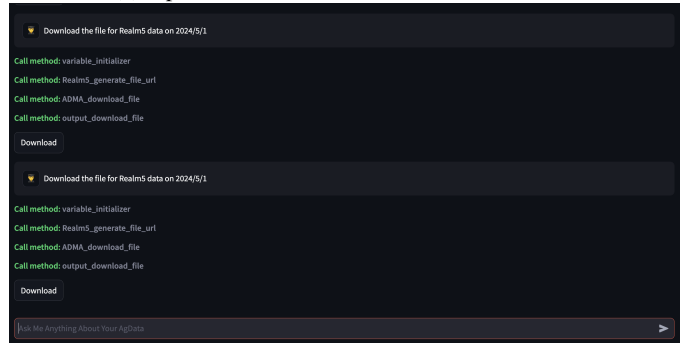 Download the file for Realm5 data on 2024/5/1
Call method: variable_initializer
Call method: Realm5_generate_file_url
Call method: ADMA_download_file
Call method: output_download_file
Download
Download the file for Realm5 data on 2024/5/1
Call method: variable_initializer
Call method: Realm5_generate_file_url
Call method: ADMA_download_file
Call method: output_download_file
Download
Ask Me Anything About Your AgData